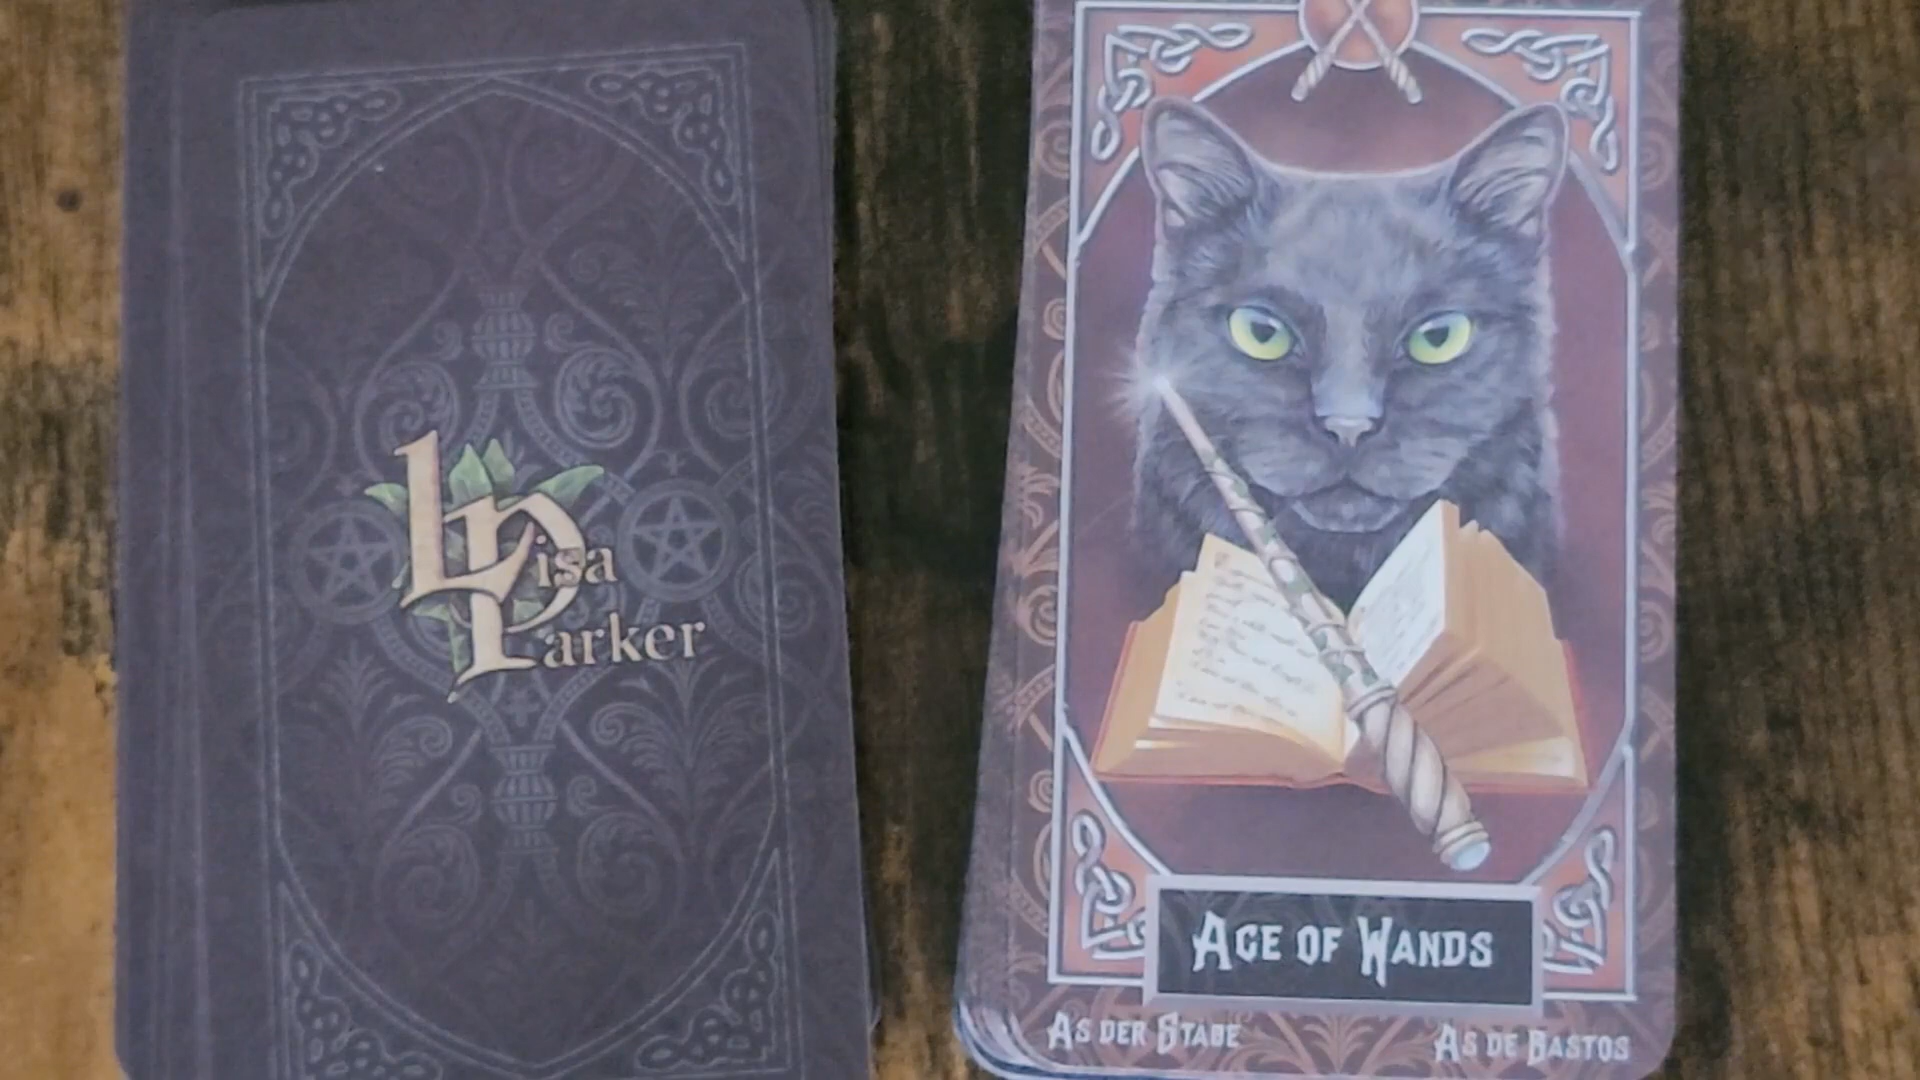 Lisa
Parker
Ace of Wands
As der Stäbe
As de Bastos